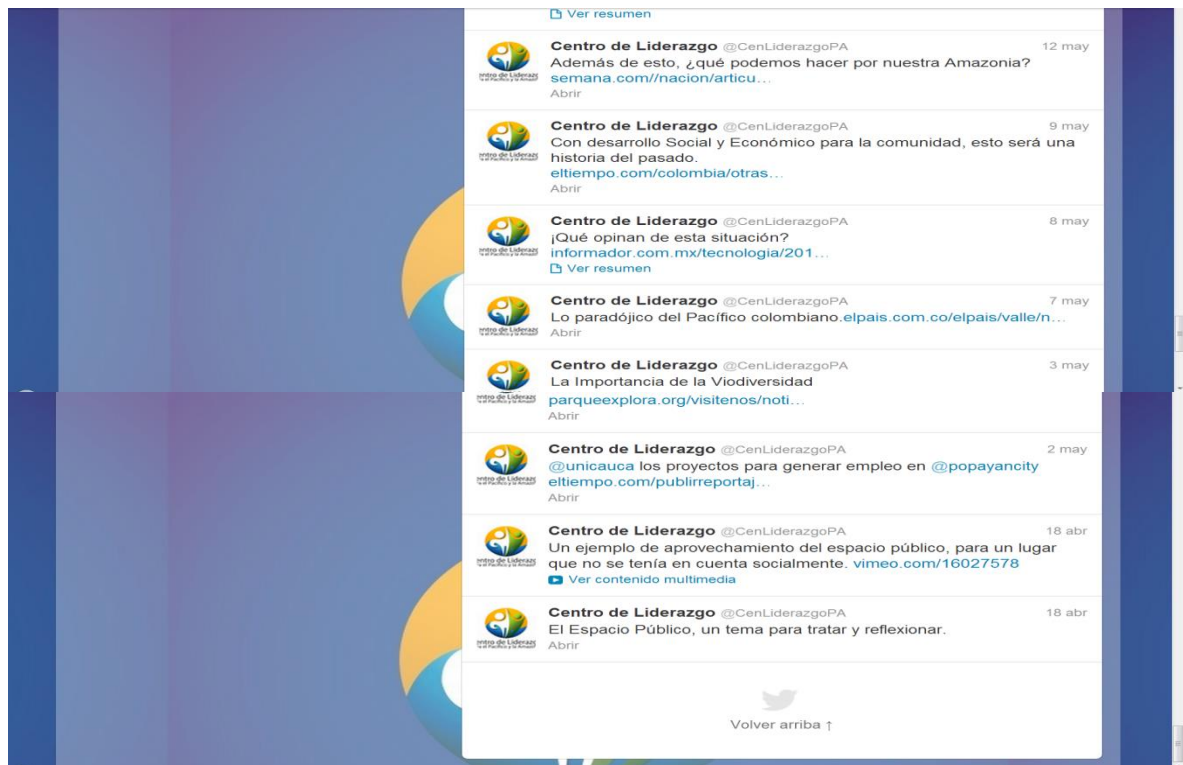 Ver resumen
Centro de Liderazgo @CenLiderazgoPA 12 may
Además de esto, ¿qué podemos hacer por nuestra Amazonia?
semana.com//nacion/articu…
Abrir
Centro de Liderazgo @CenLiderazgoPA 9 may
Con desarrollo Social y Económico para la comunidad, esto será una
historia del pasado.
eltiempo.com/colombia/otras…
Abrir
Centro de Liderazgo @CenLiderazgoPA 8 may
¡Qué opinan de esta situación?
informador.com.mx/tecnologia/201…
Ver resumen
Centro de Liderazgo @CenLiderazgoPA 7 may
Lo paradójico del Pacífico colombiano.elpais.com.co/elpais/valle/n…
Abrir
Centro de Liderazgo @CenLiderazgoPA 3 may
La Importancia de la Viodiversidad
parqueexplora.org/visitenos/noti…
Abrir
Centro de Liderazgo @CenLiderazgoPA 2 may
@unicauca los proyectos para generar empleo en @popayancity
eltiempo.com/publirreportaj…
Abrir
Centro de Liderazgo @CenLiderazgoPA 18 abr
Un ejemplo de aprovechamiento del espacio público, para un lugar
que no se tenía en cuenta socialmente. vimeo.com/16027578
Ver contenido multimedia
Centro de Liderazgo @CenLiderazgoPA 18 abr
El Espacio Público, un tema para tratar y reflexionar.
Abrir
Volver arriba ↑